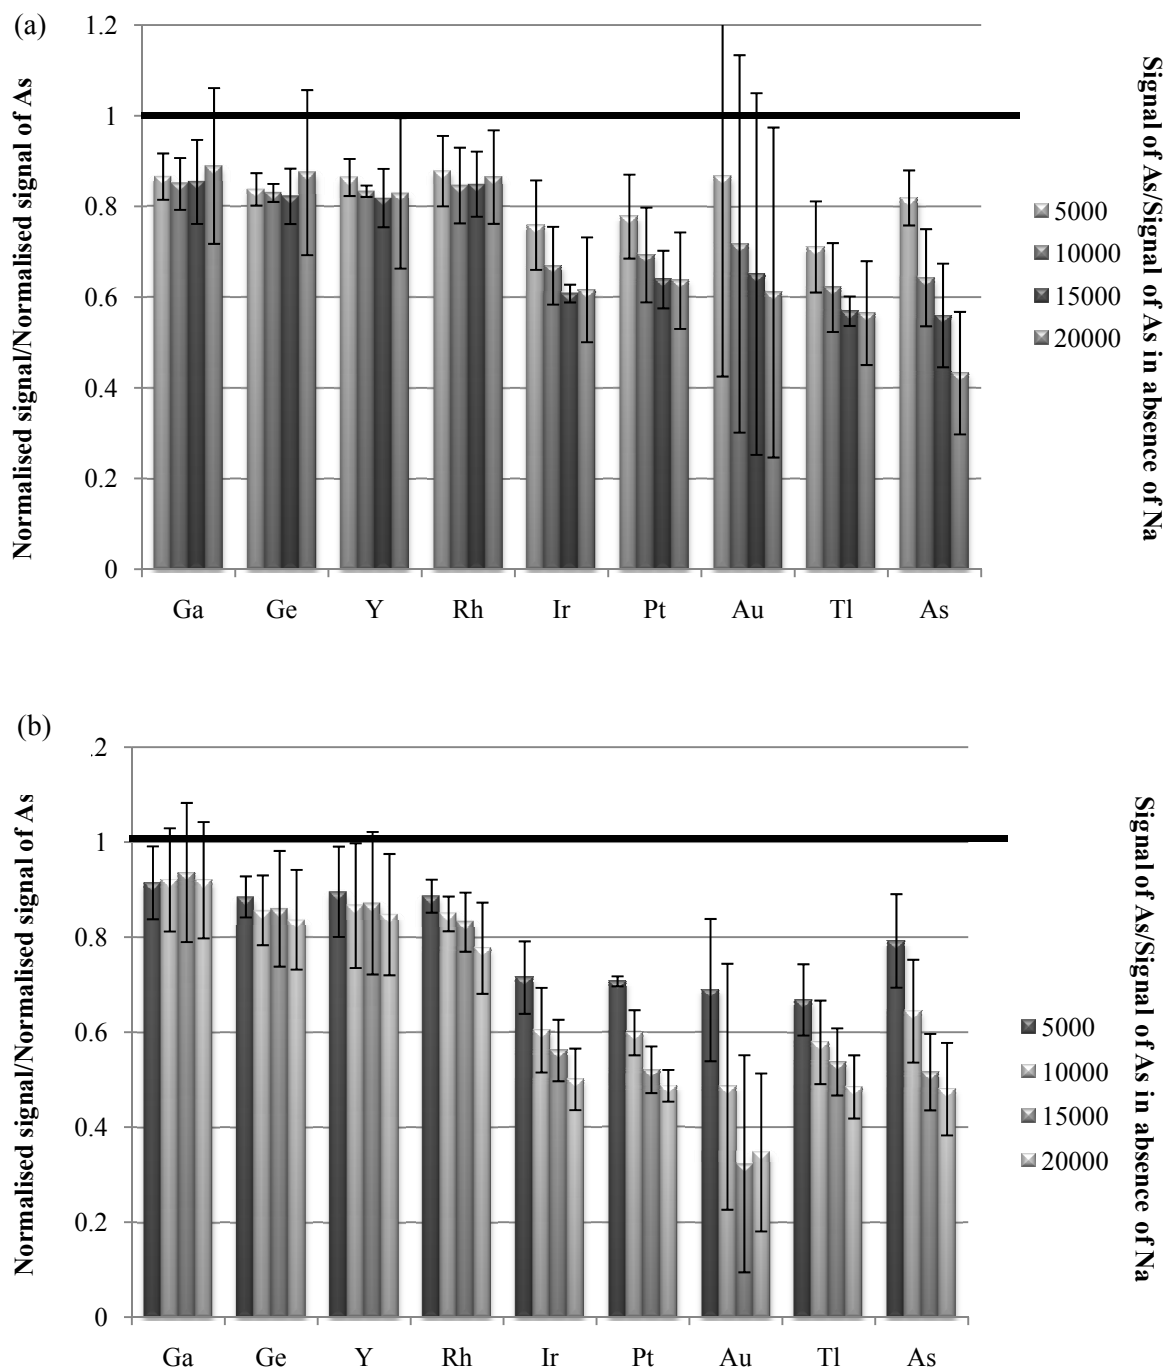 (a)
Normalised signal/Normalised signal of As
1.2
1
0.8
0.6
0.4
0.2
0
Ga Ge Y Rh Ir Pt Au Tl As
5000
10000
15000
20000
Signal of As/Signal of As in absence of Na
(b)
Normalised signal/Normalised signal of As
.2
1
0.8
0.6
0.4
0.2
0
Ga Ge Y Rh Ir Pt Au Tl As
5000
10000
15000
20000
Signal of As/Signal of As in absence of Na